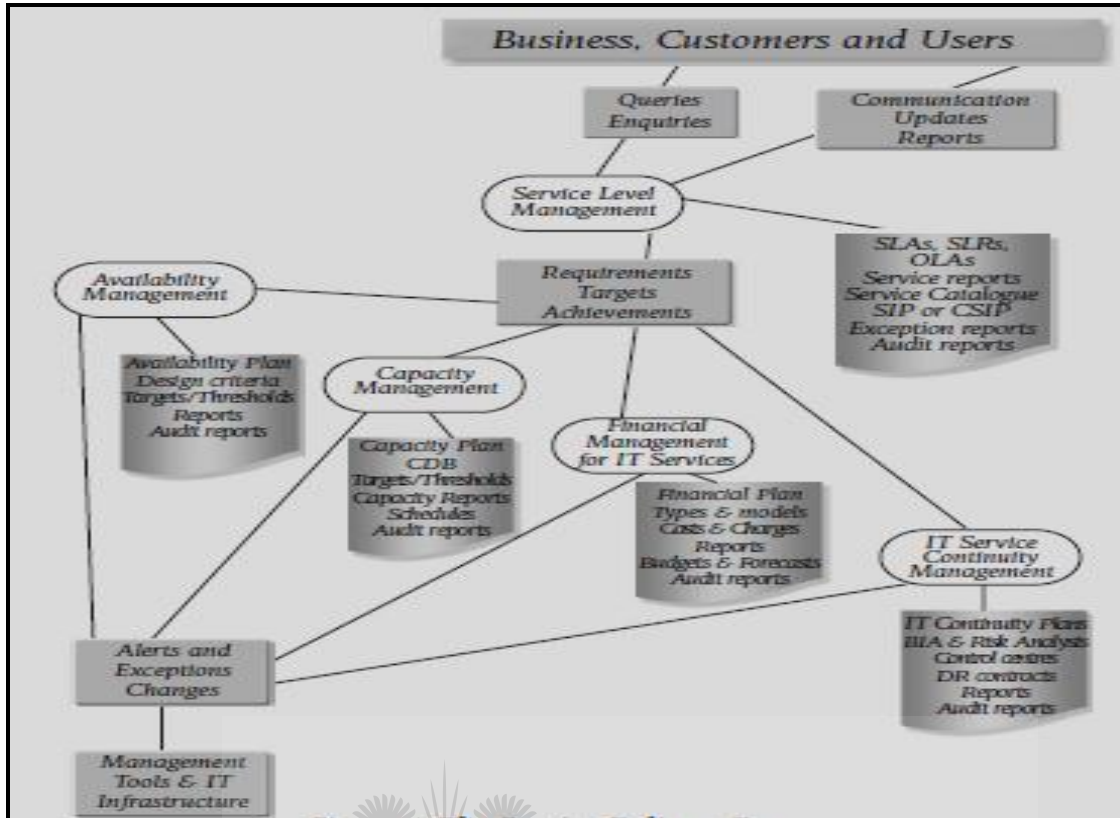 Business, Customers and Users
Queries
Enquiries
Communication
Updates
Reports
Service Level
Management
SLAs, SLRs,
OLAs
Service reports
Service Catalogue
SIP or CSIP
Exception reports
Audit reports
Requirements
Targets
Achievements
Availability
Management
Availability Plan
Design criteria
Targets/Thresholds
Reports
Audit reports
Capacity
Management
Capacity Plan
CDB
Targets/Thresholds
Capacity Reports
Schedules
Audit reports
Financial
Management
for IT Services
Financial Plan
Types & models
Costs & Charges
Reports
Budgets & Forecasts
Audit reports
IT Service
Continuity
Management
IT Continuity Plans
BIA & Risk Analysis
Control centres
DR contracts
Reports
Audit reports
Alerts and
Exceptions
Changes
Management
Tools & IT
Infrastructure